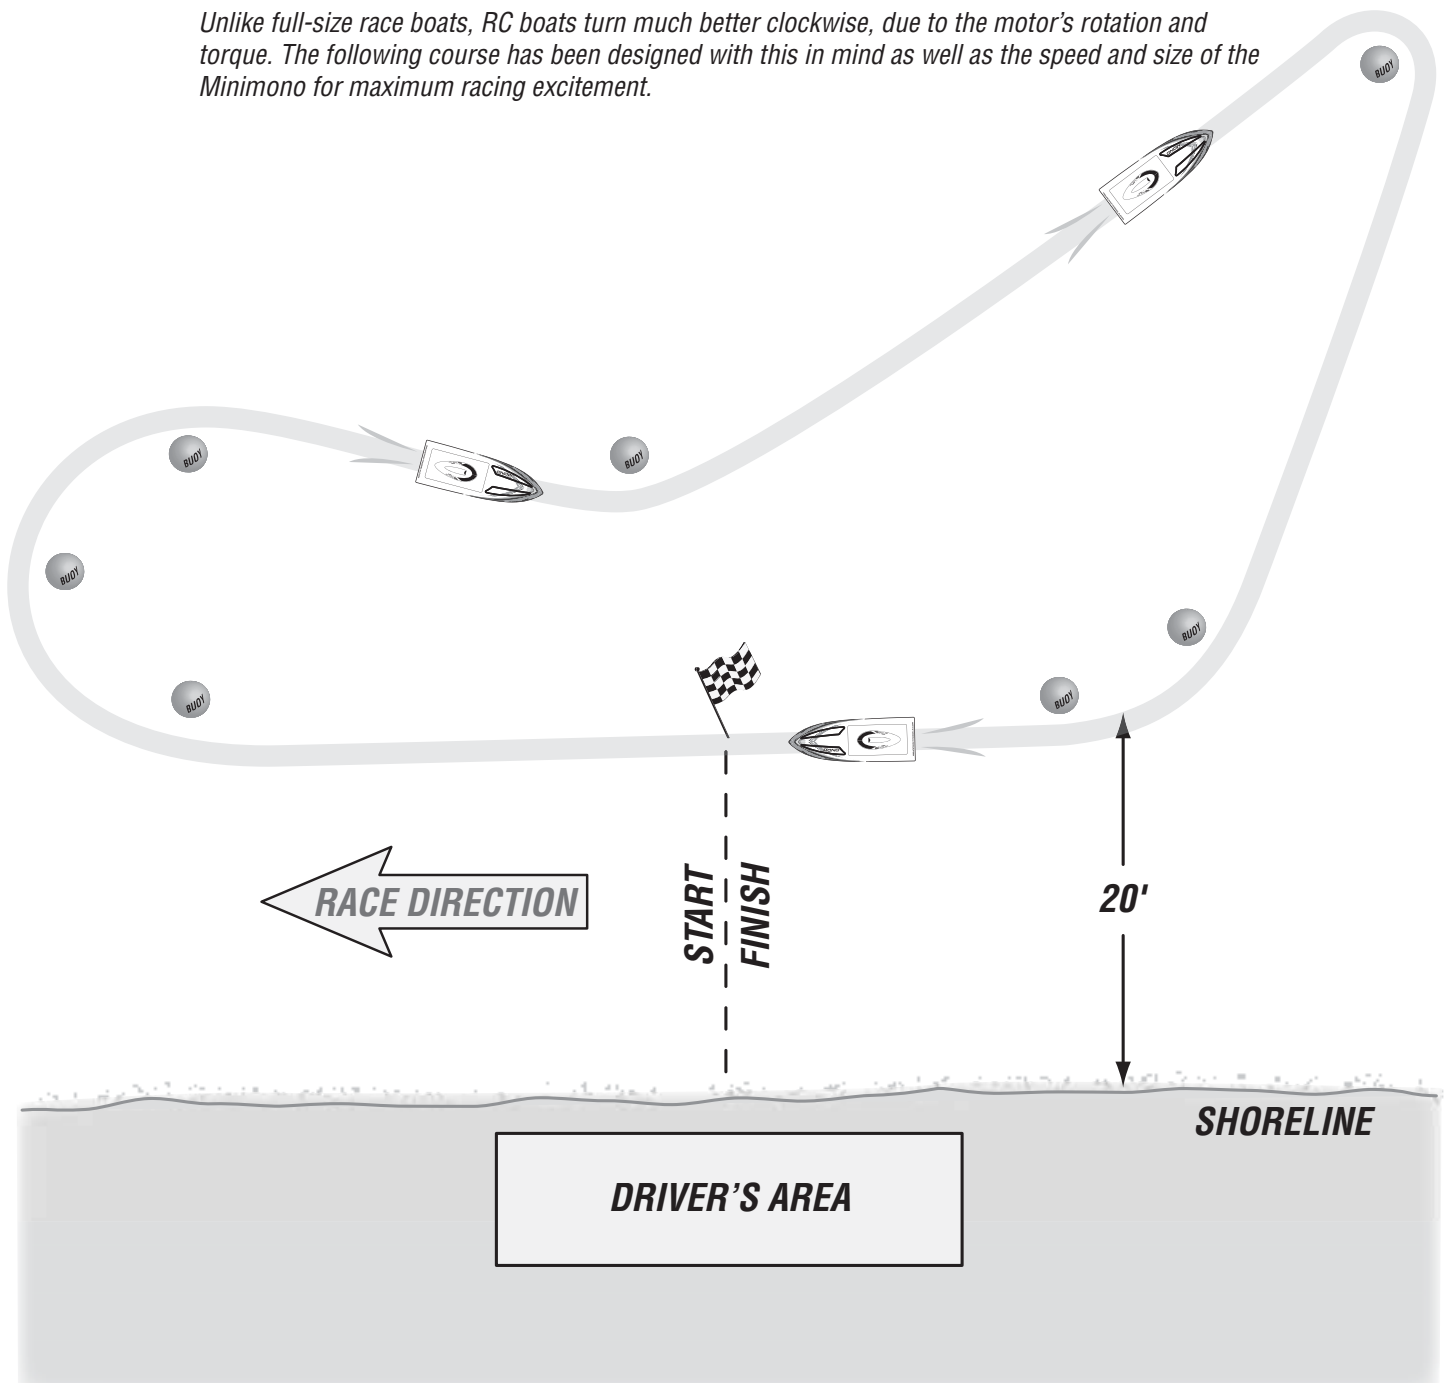 Unlike full-size race boats, RC boats turn much better clockwise, due to the motor’s rotation and
torque. The following course has been designed with this in mind as well as the speed and size of the
Minimono for maximum racing excitement.
BUOY
BUOY
BUOY
BUOY
BUOY
BUOY
BUOY
RACE DIRECTION
START
FINISH
20'
SHORELINE
DRIVER’S AREA